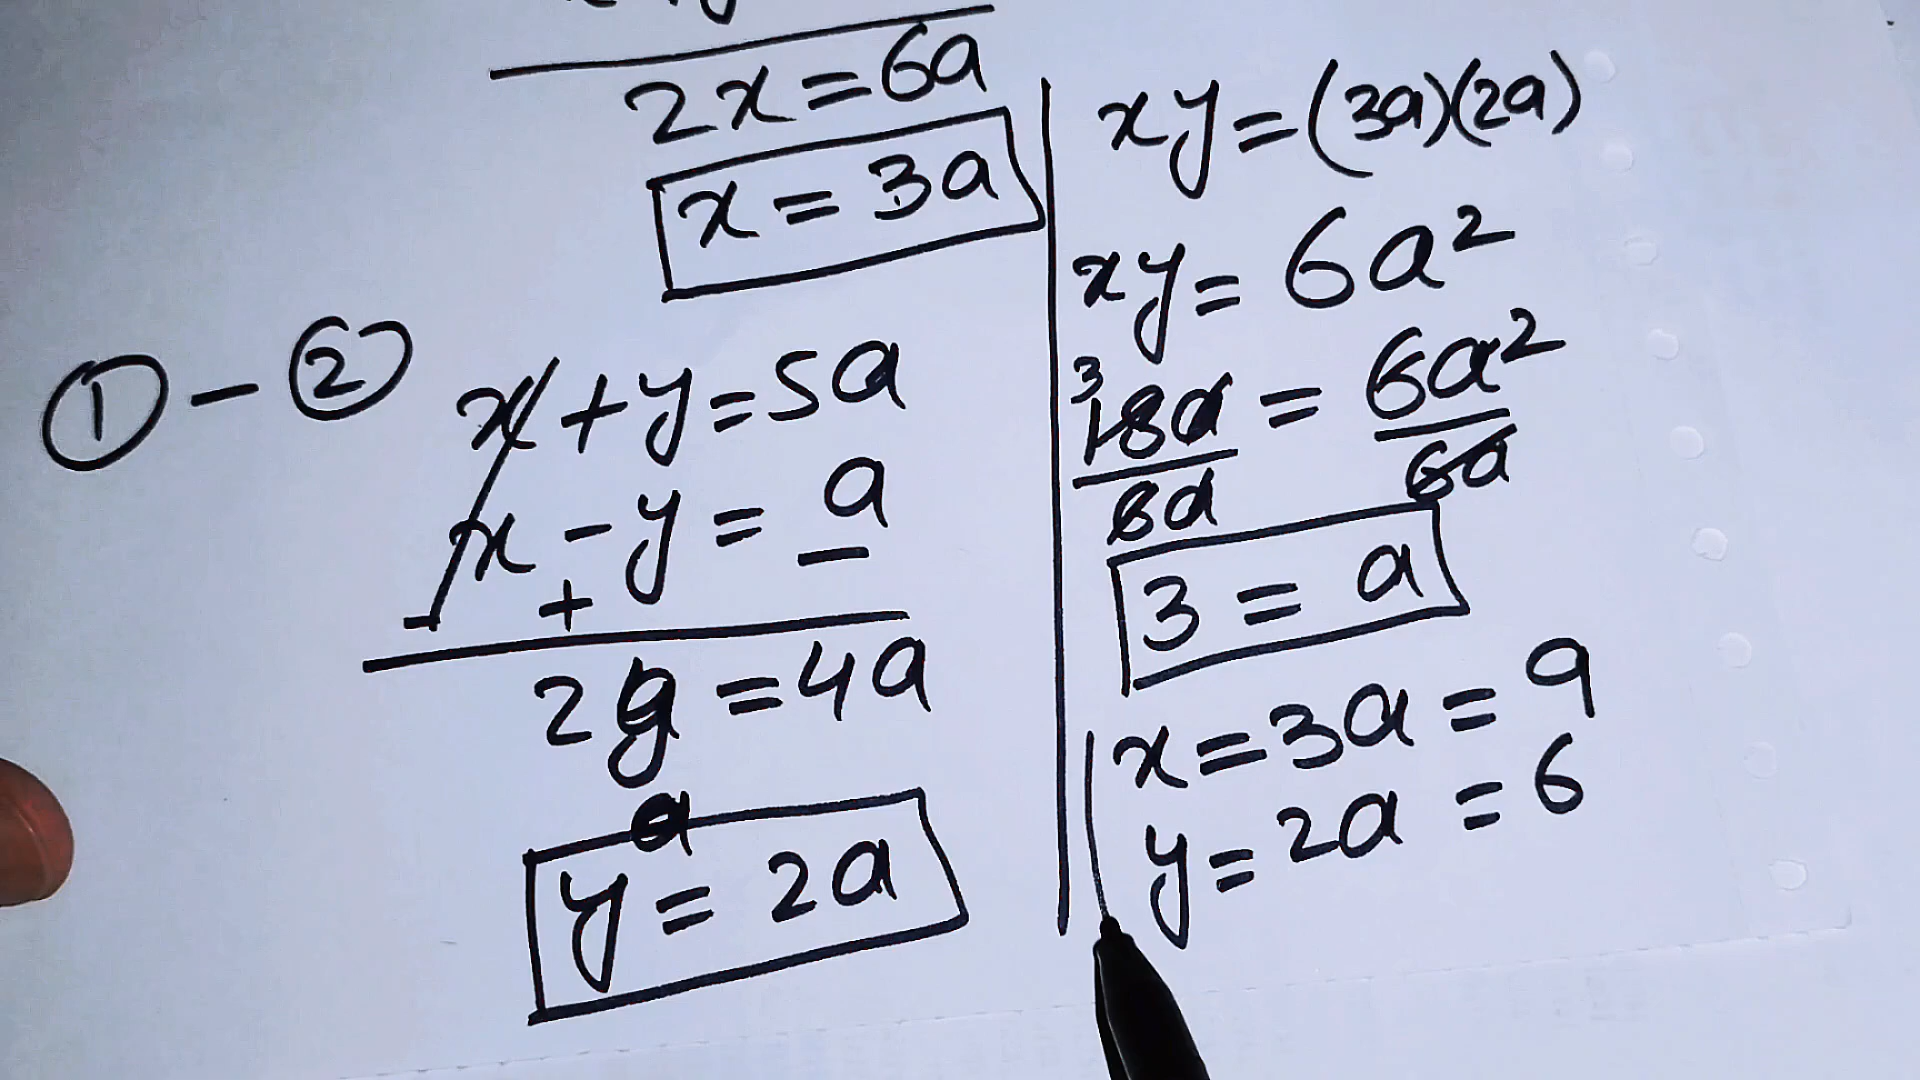 2x = 6a
x = 3a
① - ②
x + y = 5a
x - y = a
- + -
2y = 4a
y = 2a
xy = (3a)(2a)
xy = 6a²
3
18a = 6a²
6a 6a
3 = a
x = 3a = 9
y = 2a = 6